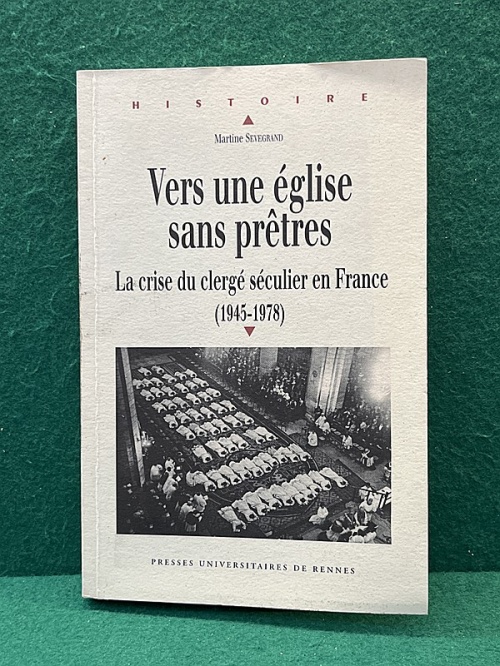 HISTOIRE
Martine SEVEGRAND
Vers une église
sans prêtres
La crise du clergé séculier en France
(1945-1978)
PRESSES UNIVERSITAIRES DE RENNES